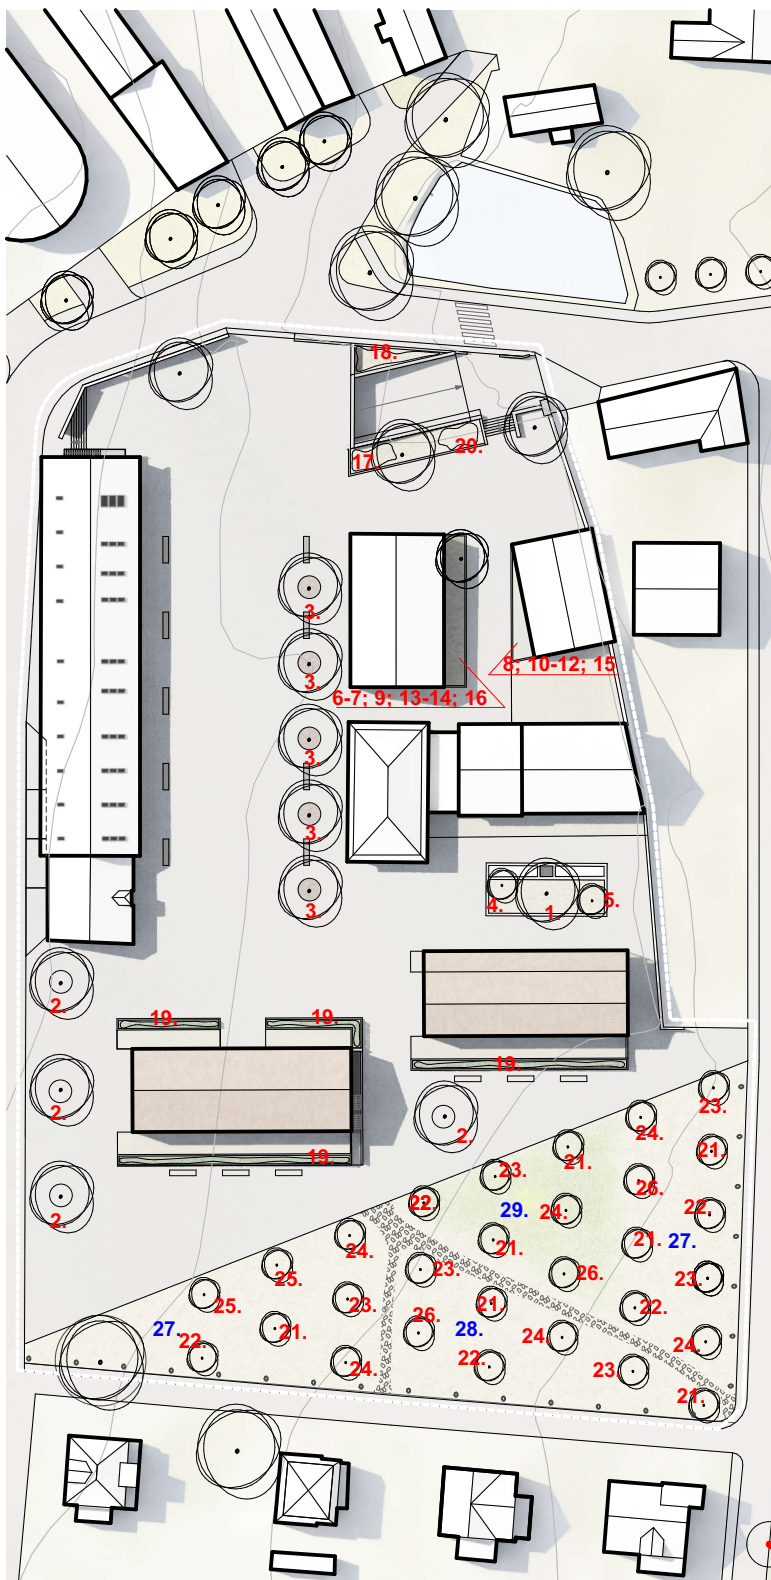 18.
20.
17.
3.
8; 10-12; 15
3.
6-7; 9; 13-14; 16
3.
3.
4. 1. 5.
3.
2.
19. 19.
19.
2. 23.
24.
2.
21. 21.
19. 23. 26.
22. 29. 24. 22.
2.
21. 21. 27.
24.
23. 26. 23.
25.
25. 23. 21. 22.
27. 21. 26. 28. 24. 24.
22. 24. 22. 23.
21.